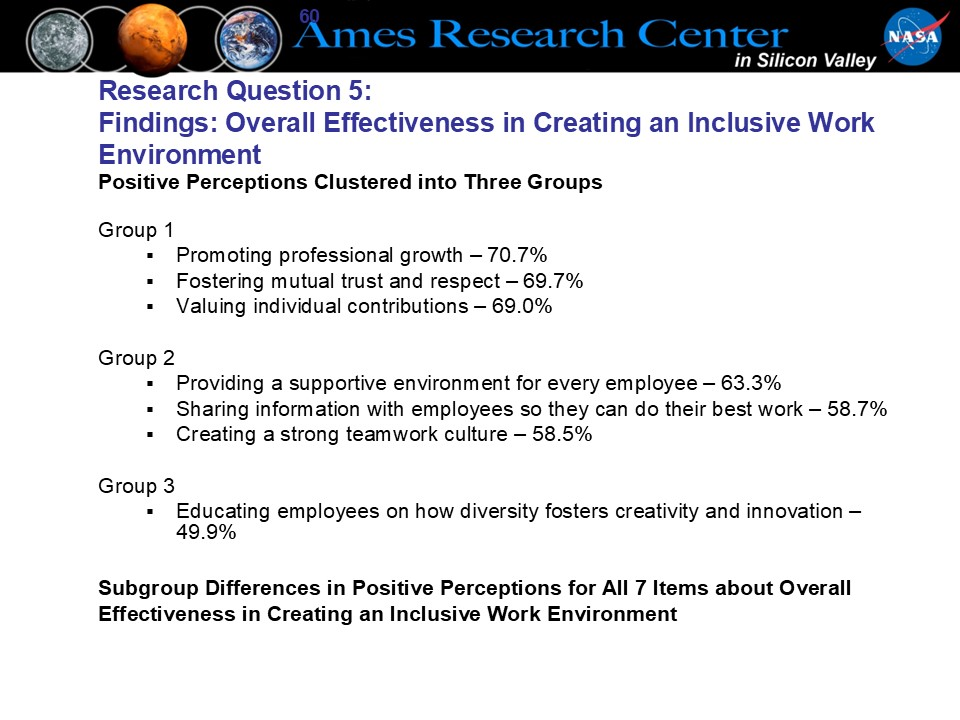 60
Ames Research Center
in Silicon Valley
NASA
Research Question 5:
Findings: Overall Effectiveness in Creating an Inclusive Work
Environment
Positive Perceptions Clustered into Three Groups
Group 1
▪ Promoting professional growth – 70.7%
▪ Fostering mutual trust and respect – 69.7%
▪ Valuing individual contributions – 69.0%
Group 2
▪ Providing a supportive environment for every employee – 63.3%
▪ Sharing information with employees so they can do their best work – 58.7%
▪ Creating a strong teamwork culture – 58.5%
Group 3
▪ Educating employees on how diversity fosters creativity and innovation –
49.9%
Subgroup Differences in Positive Perceptions for All 7 Items about Overall
Effectiveness in Creating an Inclusive Work Environment